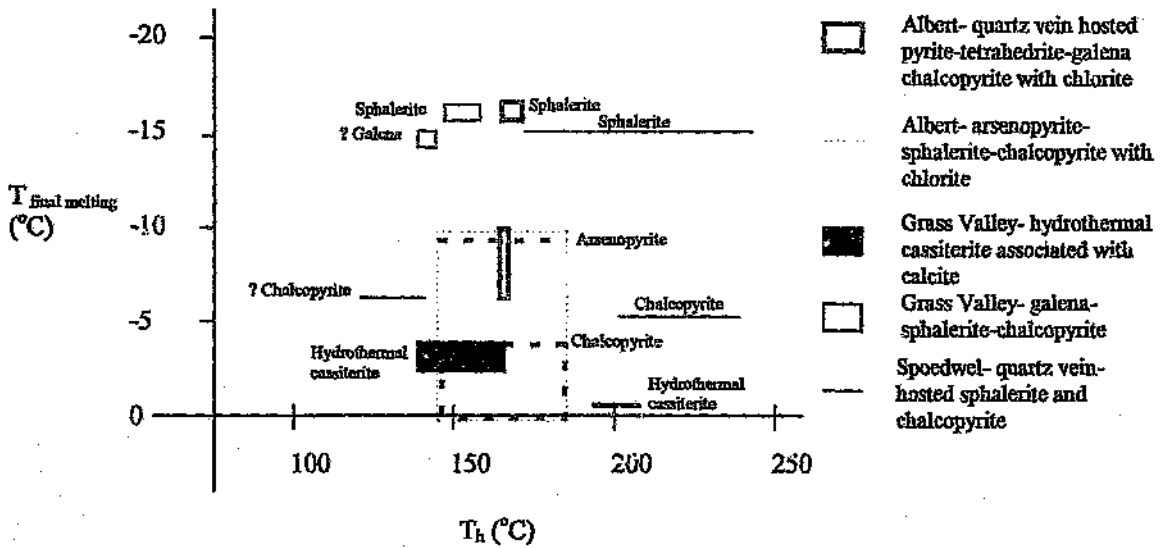 -20
Albert- quartz vein hosted
pyrite-tetrahedrite-galena
chalcopyrite with chlorite
Sphalerite
Sphalerite
Sphalerite
? Galena
-15
Albert- arsenopyrite-
sphalerite-chalcopyrite with
chlorite
T final melting
(°C)
-10
Arsenopyrite
Grass Valley- hydrothermal
cassiterite associated with
calcite
? Chalcopyrite
Chalcopyrite
-5
Grass Valley- galena-
sphalerite-chalcopyrite
Chalcopyrite
Hydrothermal
cassiterite
Spoedwel- quartz vein-
hosted sphalerite and
chalcopyrite
Hydrothermal
cassiterite
0
100
150
200
250
Th (°C)